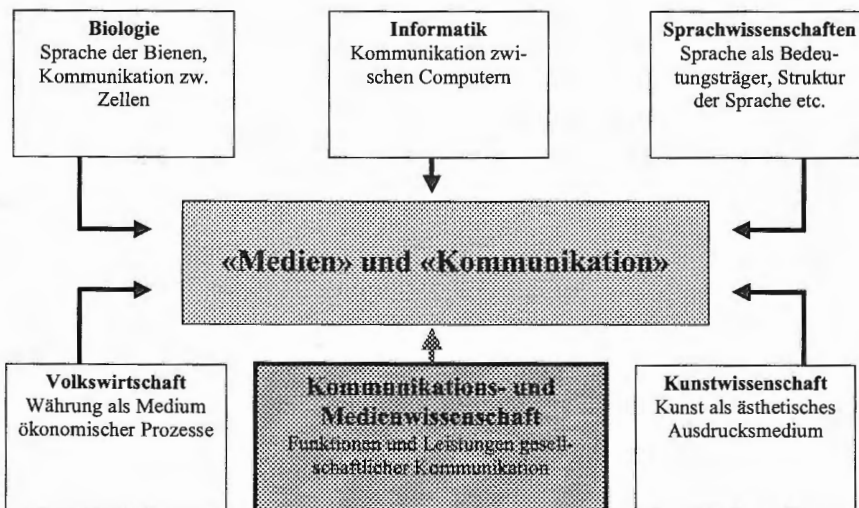 Biologie
Sprache der Bienen,
Kommunikation zw.
Zellen
Informatik
Kommunikation zwi-
schen Computern
Sprachwissenschaften
Sprache als Bedeu-
tungsträger, Struktur
der Sprache etc.
«Medien» und «Kommunikation»
Volkswirtschaft
Währung als Medium
ökonomischer Prozesse
Kommunikations- und
Medienwissenschaft
Funktionen und Leistungen gesell-
schaftlicher Kommunikation
Kunstwissenschaft
Kunst als ästhetisches
Ausdrucksmedium